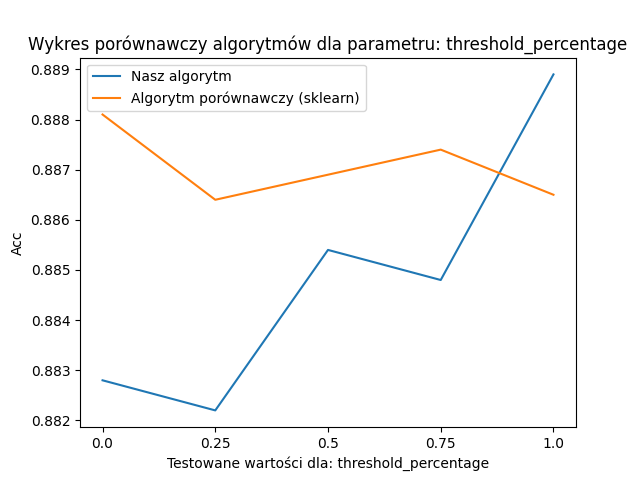 Wykres porównawczy algorytmów dla parametru: threshold_percentage
Nasz algorytm
Algorytm porównawczy (sklearn)
0.889
0.888
0.887
0.886
0.885
0.884
0.883
0.882
Acc
0.0 0.25 0.5 0.75 1.0
Testowane wartości dla: threshold_percentage